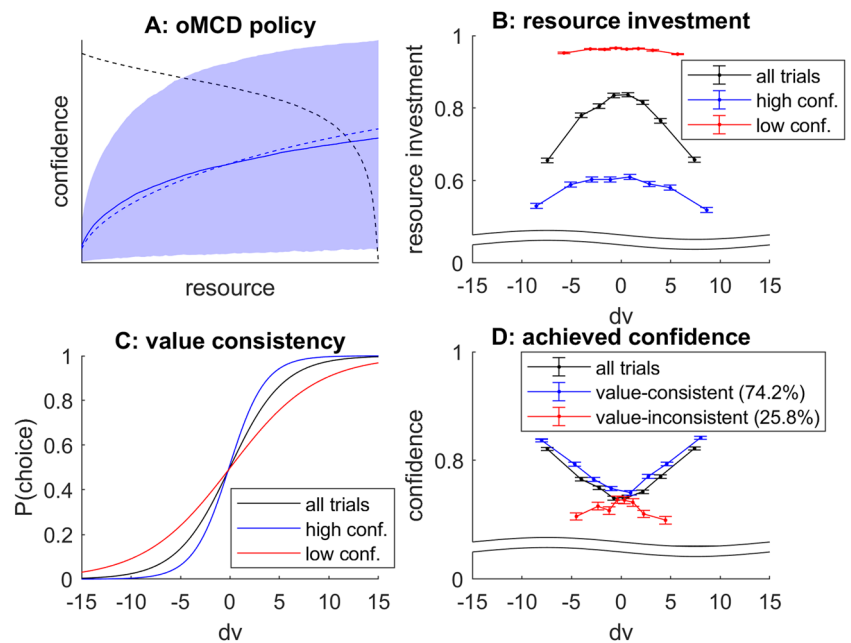 A: oMCD policy
confidence
resource
B: resource investment
resource investment
1
0.8
0.6
0
-15
-10
-5
0
5
10
15
dv
all trials
high conf.
low conf.
C: value consistency
P(choice)
1
0.8
0.6
0.4
0.2
0
-15
-10
-5
0
5
10
15
dv
all trials
high conf.
low conf.
D: achieved confidence
confidence
1
0.8
0
-15
-10
-5
0
5
10
15
dv
all trials
value-consistent (74.2%)
value-inconsistent (25.8%)